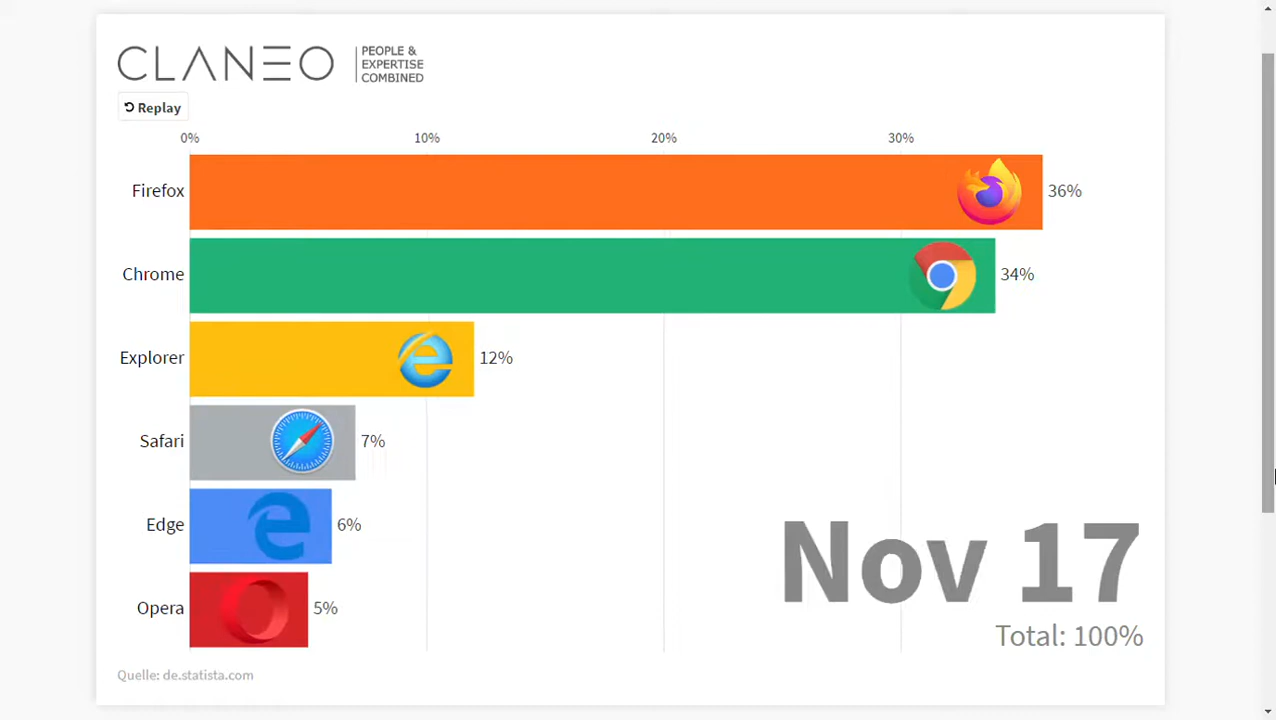 CLANEO
PEOPLE &
EXPERTISE
COMBINED
Replay
0% 10% 20% 30%
Firefox 36%
Chrome 34%
Explorer 12%
Safari 7%
Edge 6%
Opera 5%
Nov 17
Total: 100%
Quelle: de.statista.com